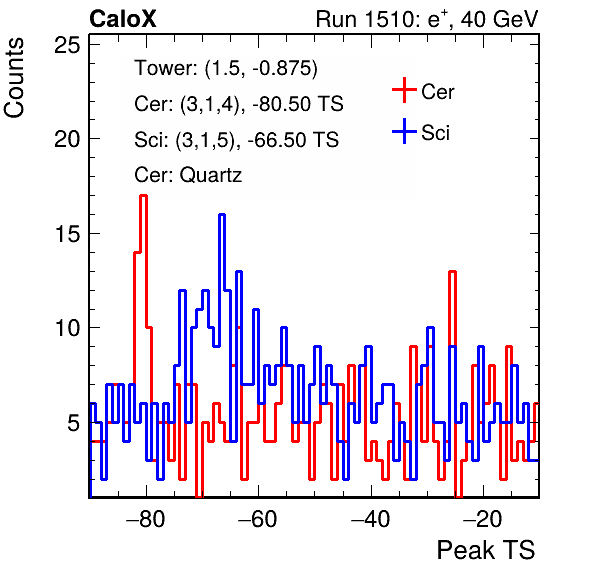 CaloX Run 1510: e⁺, 40 GeV
Counts
25
20
15
10
5
Tower: (1.5, -0.875)
Cer: (3,1,4), -80.50 TS
Sci: (3,1,5), -66.50 TS
Cer: Quartz
Cer
Sci
−80 −60 −40 −20
Peak TS